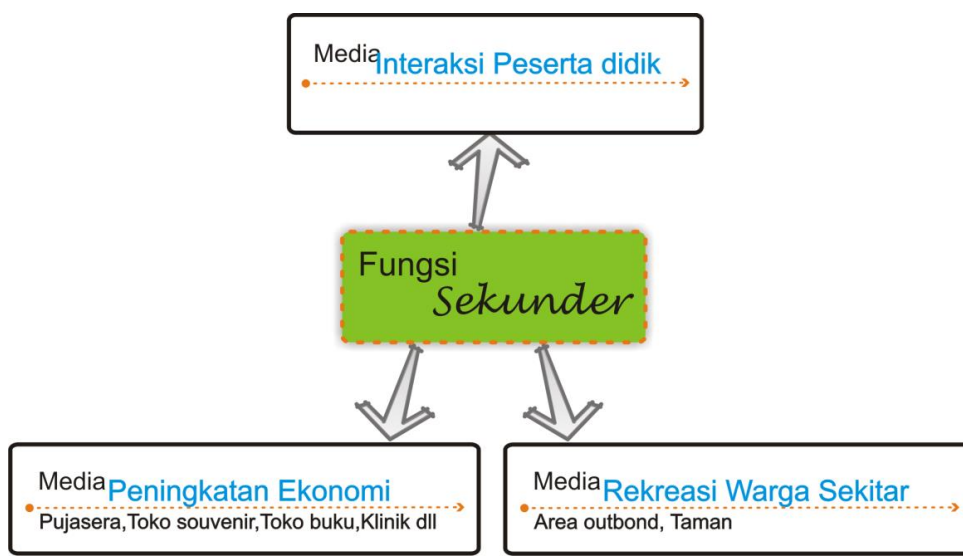 Media Interaksi Peserta didik
Fungsi
Sekunder
Media Peningkatan Ekonomi
Pujasera,Toko souvenir,Toko buku,Klinik dll
Media Rekreasi Warga Sekitar
Area outbond, Taman